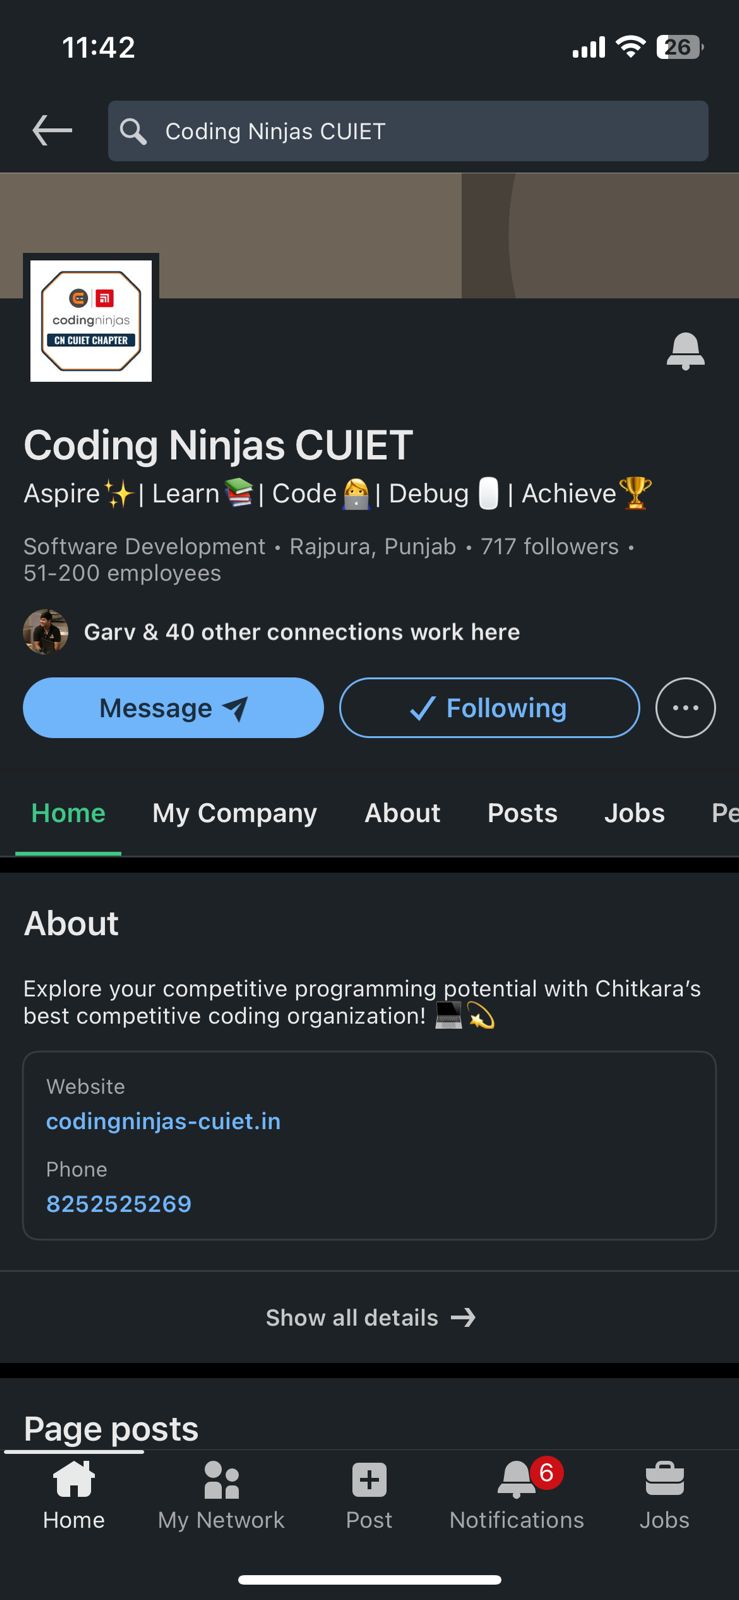 11:42
26
Coding Ninjas CUIET
codingninjas
CN CUIET CHAPTER
Coding Ninjas CUIET
Aspire✨| Learn📚| Code👩‍💻| Debug🖱️| Achieve🏆
Software Development • Rajpura, Punjab • 717 followers •
51-200 employees
Garv & 40 other connections work here
Message
Following
Home My Company About Posts Jobs Pe
About
Explore your competitive programming potential with Chitkara’s
best competitive coding organization! 💻💫
Website
codingninjas-cuiet.in
Phone
8252525269
Show all details →
Page posts
6
Home My Network Post Notifications Jobs